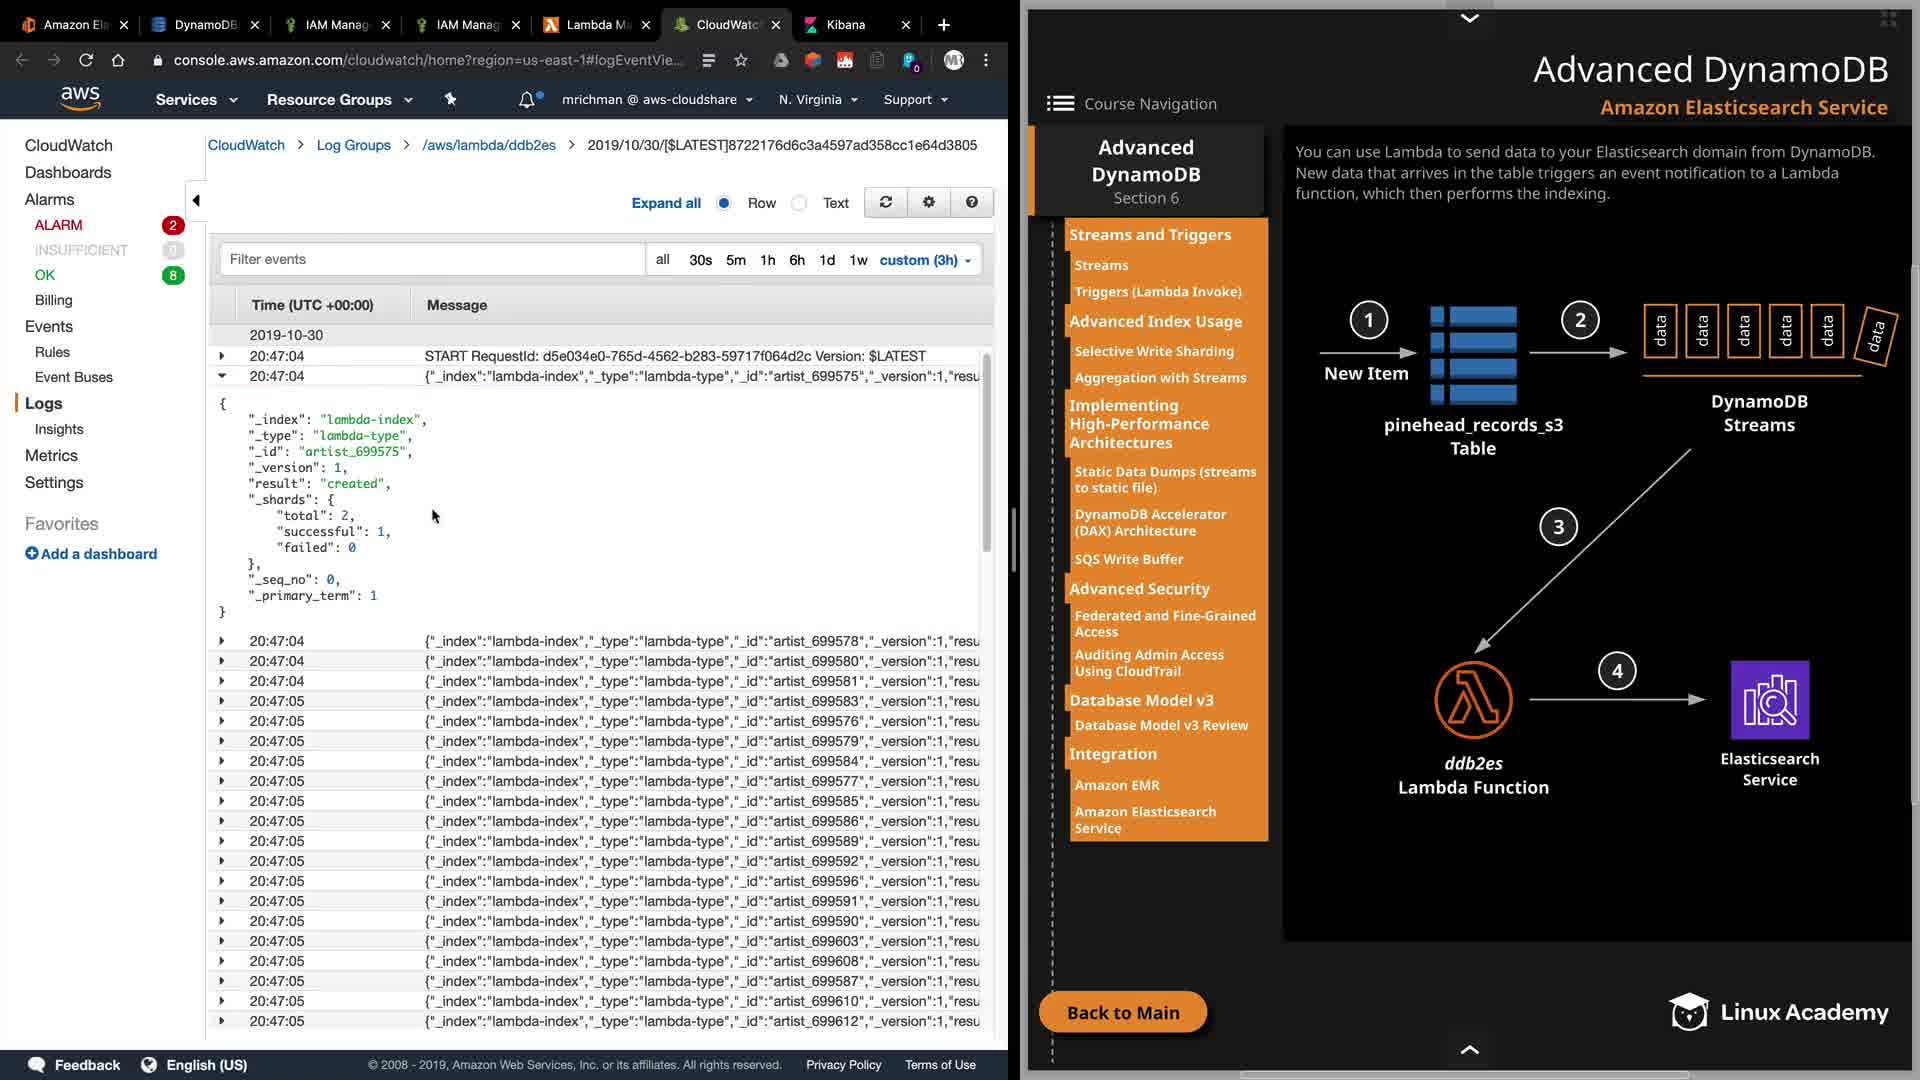 Amazon Ela
DynamoDB
IAM Manag
IAM Manag
Lambda Ma
CloudWatc
Kibana
console.aws.amazon.com/cloudwatch/home?region=us-east-1#logEventVie...
0
aws
Services
Resource Groups
mrichman @ aws-cloudshare
N. Virginia
Support
CloudWatch
Dashboards
Alarms
ALARM
2
INSUFFICIENT
0
OK
8
Billing
Events
Rules
Event Buses
Logs
Insights
Metrics
Settings
Favorites
Add a dashboard
CloudWatch
Log Groups
/aws/lambda/ddb2es
2019/10/30/[$LATEST]8722176d6c3a4597ad358cc1e64d3805
Expand all
Row
Text
Filter events
all 30s 5m 1h 6h 1d 1w custom (3h)
Time (UTC +00:00)
Message
2019-10-30
20:47:04 START RequestId: d5e034e0-765d-4562-b283-59717f064d2c Version: $LATEST
20:47:04 {"_index":"lambda-index","_type":"lambda-type","_id":"artist_699575","_version":1,"resu
{
"_index": "lambda-index",
"_type": "lambda-type",
"_id": "artist_699575",
"_version": 1,
"result": "created",
"_shards": {
"total": 2,
"successful": 1,
"failed": 0
},
"_seq_no": 0,
"_primary_term": 1
}
20:47:04 {"_index":"lambda-index","_type":"lambda-type","_id":"artist_699578","_version":1,"resu
20:47:04 {"_index":"lambda-index","_type":"lambda-type","_id":"artist_699580","_version":1,"resu
20:47:04 {"_index":"lambda-index","_type":"lambda-type","_id":"artist_699581","_version":1,"resu
20:47:05 {"_index":"lambda-index","_type":"lambda-type","_id":"artist_699583","_version":1,"resu
20:47:05 {"_index":"lambda-index","_type":"lambda-type","_id":"artist_699576","_version":1,"resu
20:47:05 {"_index":"lambda-index","_type":"lambda-type","_id":"artist_699579","_version":1,"resu
20:47:05 {"_index":"lambda-index","_type":"lambda-type","_id":"artist_699584","_version":1,"resu
20:47:05 {"_index":"lambda-index","_type":"lambda-type","_id":"artist_699577","_version":1,"resu
20:47:05 {"_index":"lambda-index","_type":"lambda-type","_id":"artist_699585","_version":1,"resu
20:47:05 {"_index":"lambda-index","_type":"lambda-type","_id":"artist_699586","_version":1,"resu
20:47:05 {"_index":"lambda-index","_type":"lambda-type","_id":"artist_699589","_version":1,"resu
20:47:05 {"_index":"lambda-index","_type":"lambda-type","_id":"artist_699592","_version":1,"resu
20:47:05 {"_index":"lambda-index","_type":"lambda-type","_id":"artist_699596","_version":1,"resu
20:47:05 {"_index":"lambda-index","_type":"lambda-type","_id":"artist_699591","_version":1,"resu
20:47:05 {"_index":"lambda-index","_type":"lambda-type","_id":"artist_699590","_version":1,"resu
20:47:05 {"_index":"lambda-index","_type":"lambda-type","_id":"artist_699603","_version":1,"resu
20:47:05 {"_index":"lambda-index","_type":"lambda-type","_id":"artist_699608","_version":1,"resu
20:47:05 {"_index":"lambda-index","_type":"lambda-type","_id":"artist_699587","_version":1,"resu
20:47:05 {"_index":"lambda-index","_type":"lambda-type","_id":"artist_699610","_version":1,"resu
20:47:05 {"_index":"lambda-index","_type":"lambda-type","_id":"artist_699612","_version":1,"resu
Feedback
English (US)
© 2008 - 2019, Amazon Web Services, Inc. or its affiliates. All rights reserved.
Privacy Policy
Terms of Use
Advanced DynamoDB
Amazon Elasticsearch Service
Course Navigation
Advanced
DynamoDB
Section 6
Streams and Triggers
Streams
Triggers (Lambda Invoke)
Advanced Index Usage
Selective Write Sharding
Aggregation with Streams
Implementing
High-Performance
Architectures
Static Data Dumps (streams
to static file)
DynamoDB Accelerator
(DAX) Architecture
SQS Write Buffer
Advanced Security
Federated and Fine-Grained
Access
Auditing Admin Access
Using CloudTrail
Database Model v3
Database Model v3 Review
Integration
Amazon EMR
Amazon Elasticsearch
Service
Back to Main
You can use Lambda to send data to your Elasticsearch domain from DynamoDB.
New data that arrives in the table triggers an event notification to a Lambda
function, which then performs the indexing.
1
New Item
pinehead_records_s3
Table
2
data
data
data
data
data
data
DynamoDB
Streams
3
ddb2es
Lambda Function
4
Elasticsearch
Service
Linux Academy